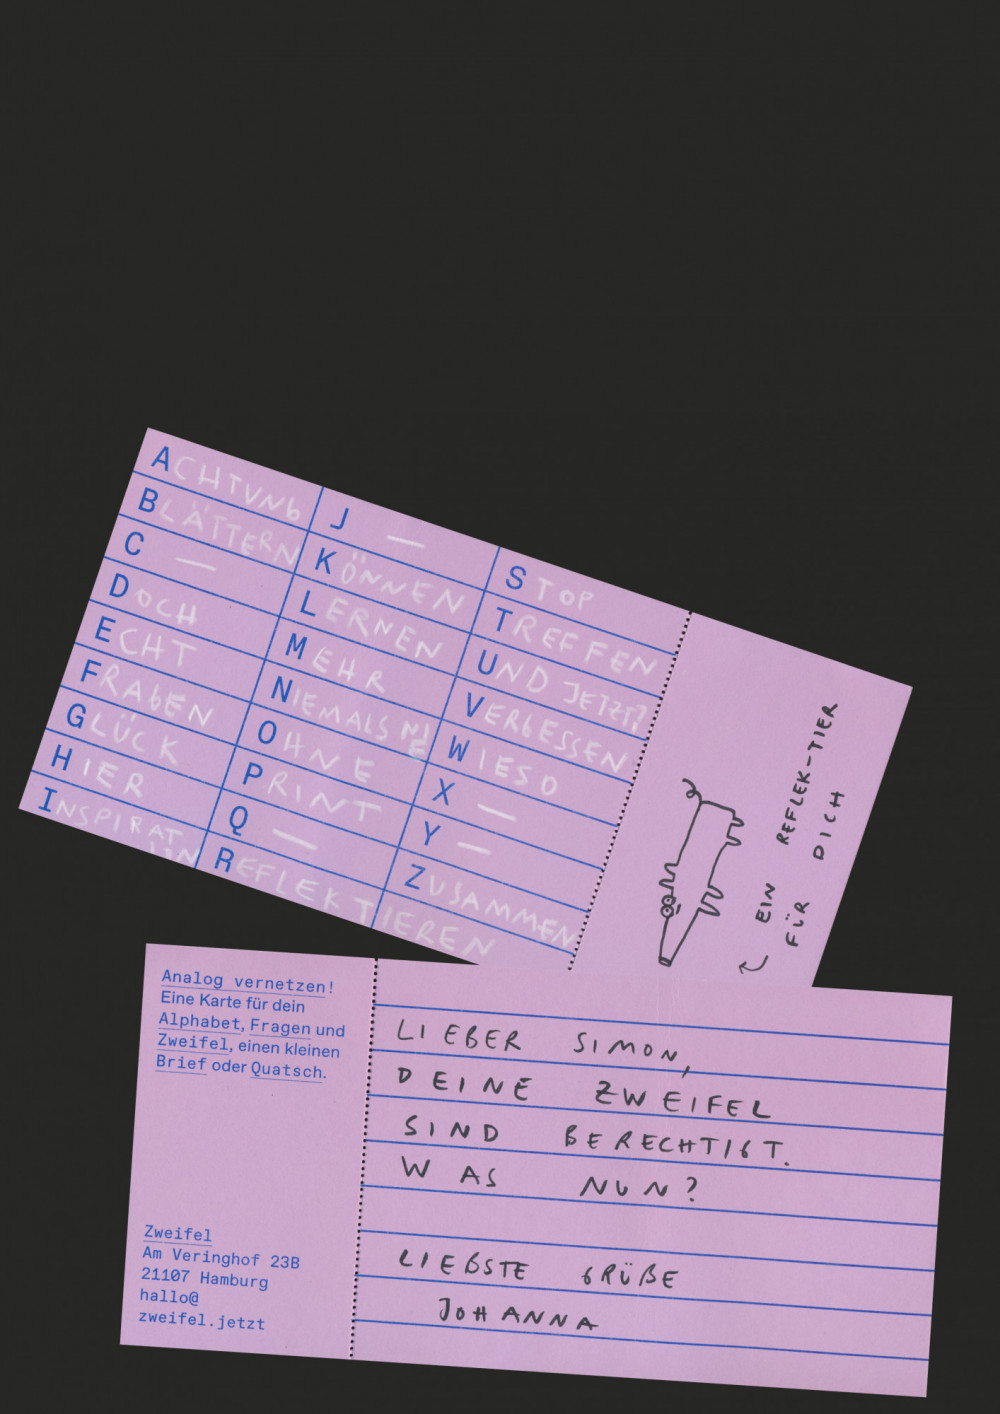 ACHTUNG
BLÄTTERN
C —
DOCH
ECHT
FRAGEN
GLÜCK
HIER
INSPIRATION
J —
KÖNNEN
LERNEN
MEHR
NIEMALS NIE
OHNE
PRINT
Q —
REFLEKTIEREN
STOP
TREFFEN
UND JETZT?
VERGESSEN
WIESO
X —
Y —
ZUSAMMEN
EIN REFLEK-TIER
FÜR DICH
Analog vernetzen!
Eine Karte für dein
Alphabet, Fragen und
Zweifel, einen kleinen
Brief oder Quatsch.
Zweifel
Am Veringhof 23B
21107 Hamburg
hallo@
zweifel.jetzt
LIEBER SIMON,
DEINE ZWEIFEL
SIND BERECHTIGT.
WAS NUN?
LIEBSTE GRÜßE
JOHANNA